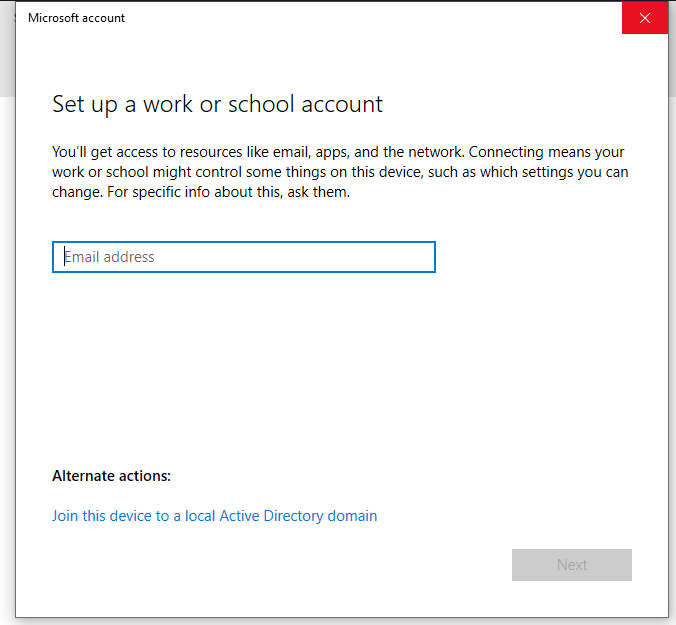 Microsoft account
Set up a work or school account
You’ll get access to resources like email, apps, and the network. Connecting means your
work or school might control some things on this device, such as which settings you can
change. For specific info about this, ask them.
Email address
Alternate actions:
Join this device to a local Active Directory domain
Next